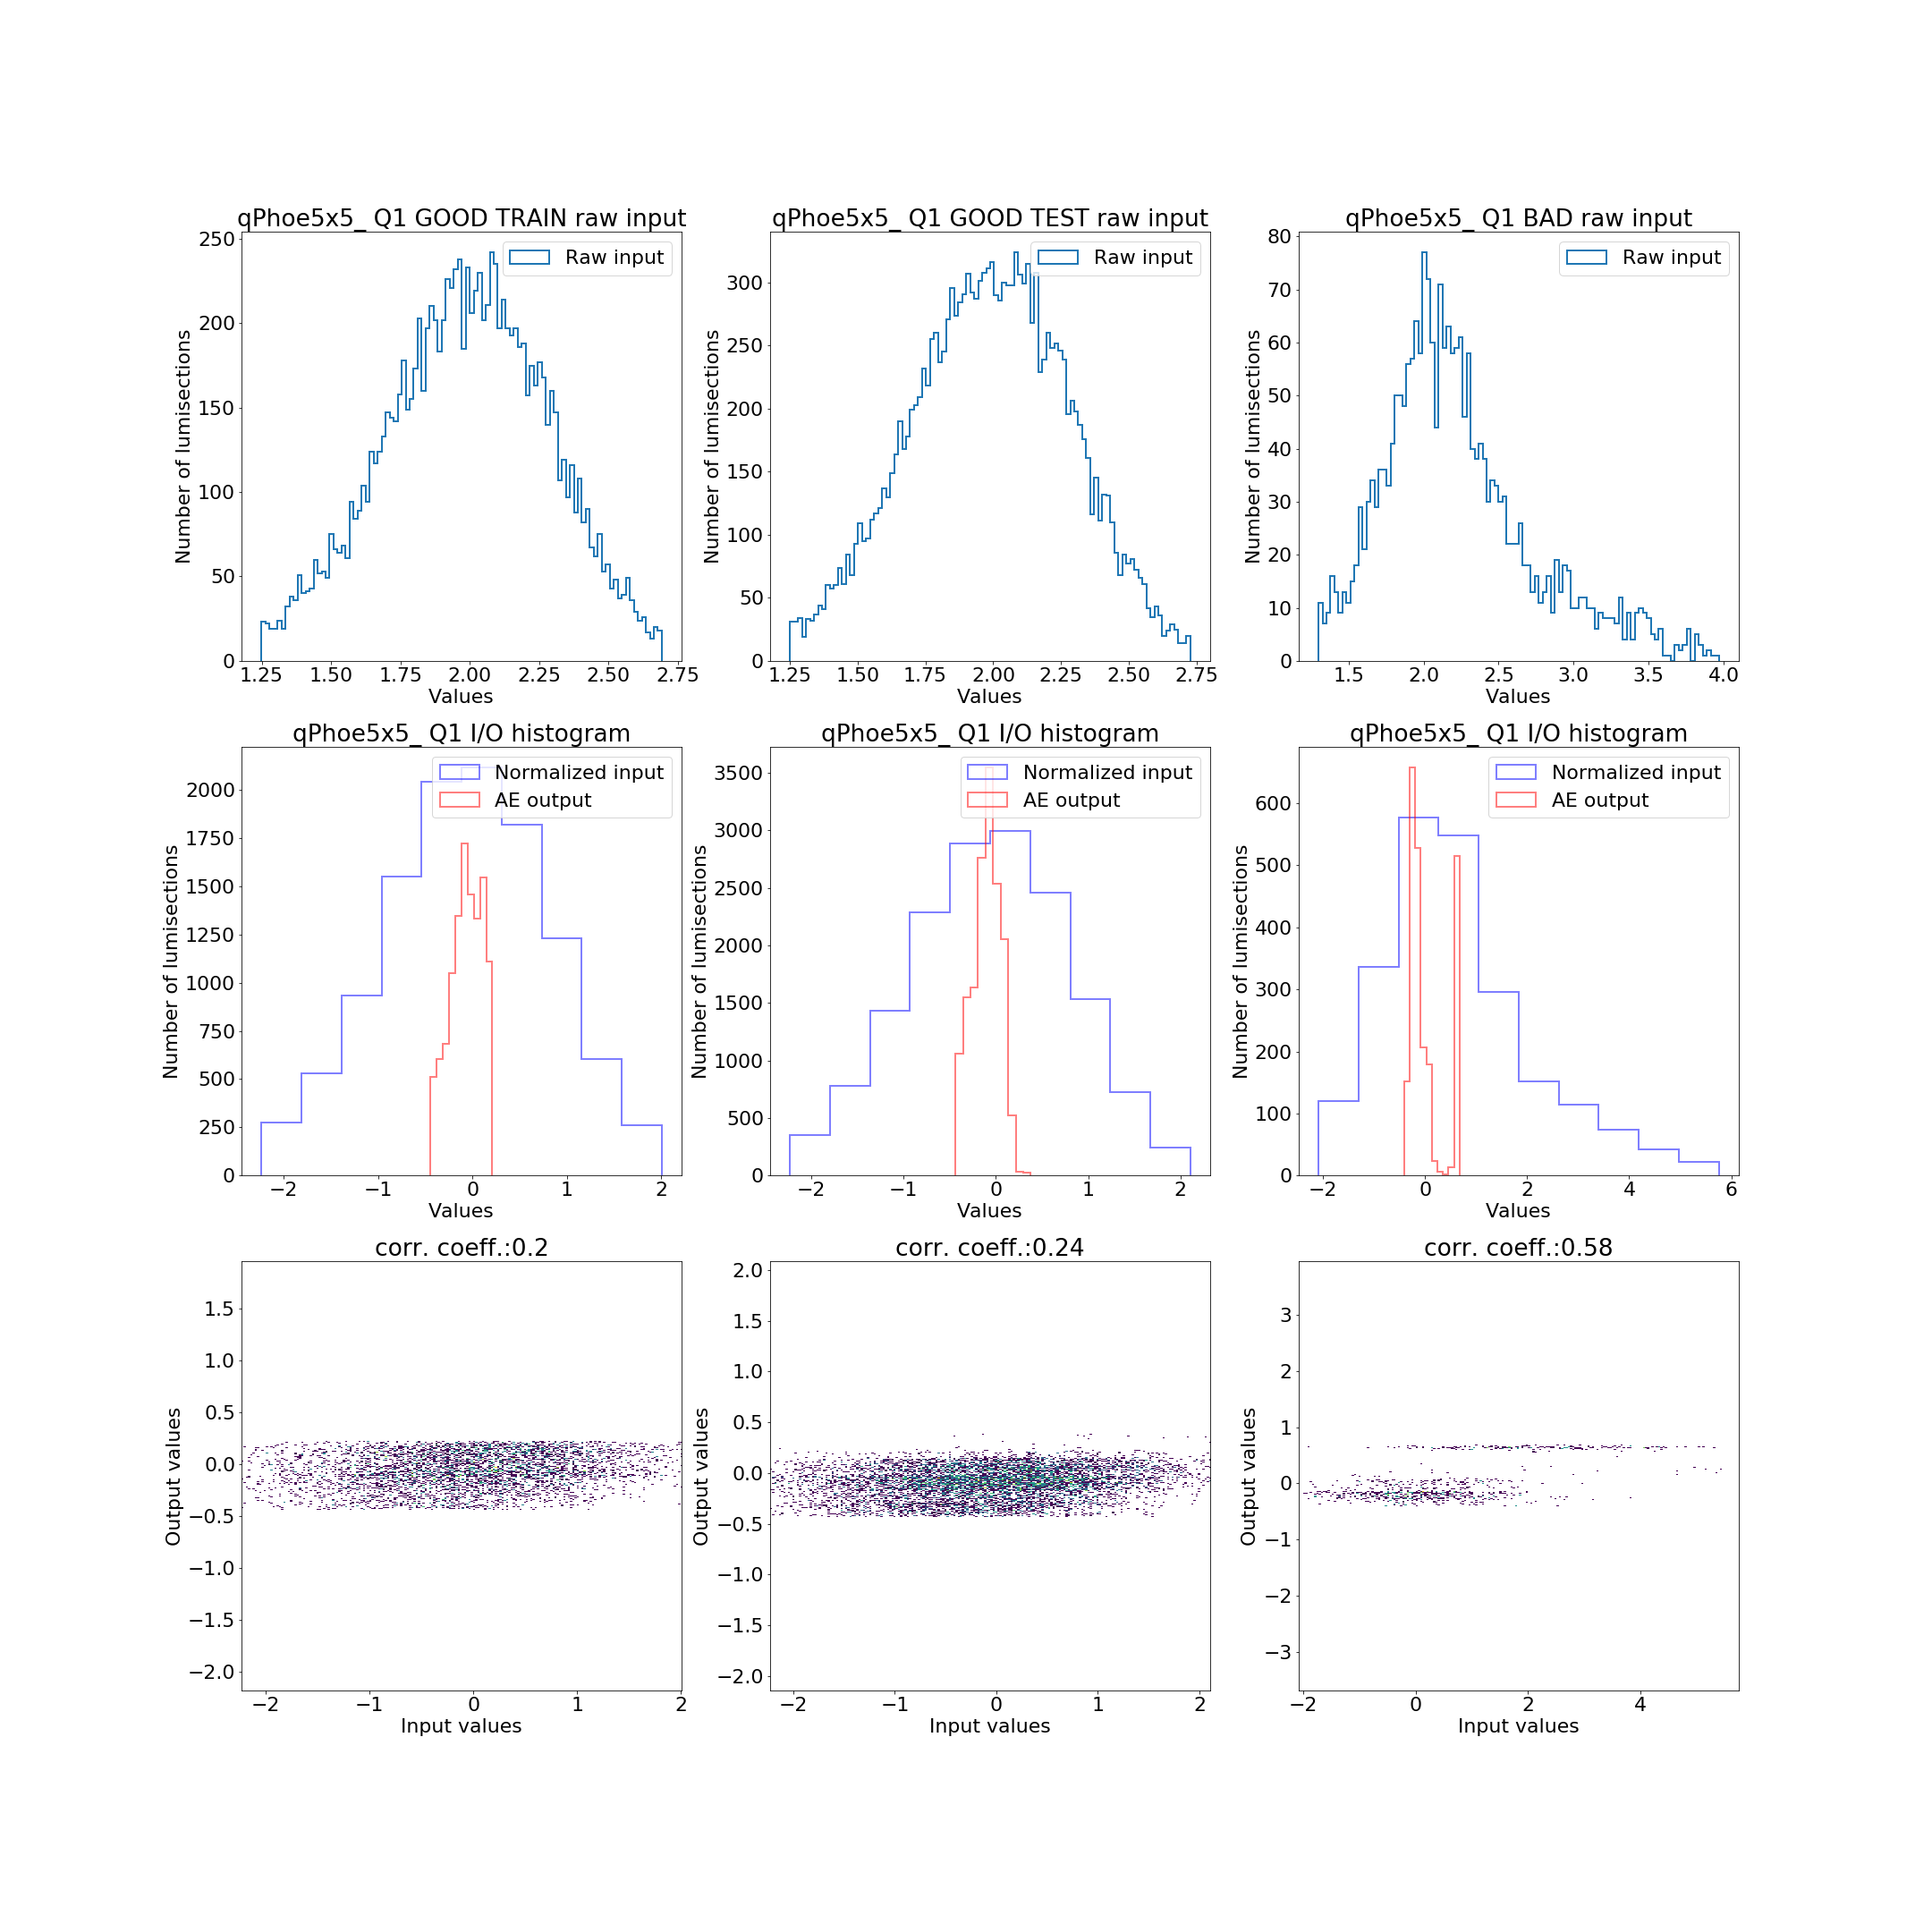 qPhoe5x5_ Q1 GOOD TRAIN raw input
Number of lumisections
250
200
150
100
50
0
Raw input
1.25 1.50 1.75 2.00 2.25 2.50 2.75
Values
qPhoe5x5_ Q1 GOOD TEST raw input
Number of lumisections
300
250
200
150
100
50
0
Raw input
1.25 1.50 1.75 2.00 2.25 2.50 2.75
Values
qPhoe5x5_ Q1 BAD raw input
Number of lumisections
80
70
60
50
40
30
20
10
0
Raw input
1.5 2.0 2.5 3.0 3.5 4.0
Values
qPhoe5x5_ Q1 I/O histogram
Number of lumisections
2000
1750
1500
1250
1000
750
500
250
0
Normalized input
AE output
−2 −1 0 1 2
Values
qPhoe5x5_ Q1 I/O histogram
Number of lumisections
3500
3000
2500
2000
1500
1000
500
0
Normalized input
AE output
−2 −1 0 1 2
Values
qPhoe5x5_ Q1 I/O histogram
Number of lumisections
600
500
400
300
200
100
0
Normalized input
AE output
−2 0 2 4 6
Values
corr. coeff.:0.2
Output values
1.5
1.0
0.5
0.0
−0.5
−1.0
−1.5
−2.0
−2 −1 0 1 2
Input values
corr. coeff.:0.24
Output values
2.0
1.5
1.0
0.5
0.0
−0.5
−1.0
−1.5
−2.0
−2 −1 0 1 2
Input values
corr. coeff.:0.58
Output values
3
2
1
0
−1
−2
−3
−2 0 2 4
Input values